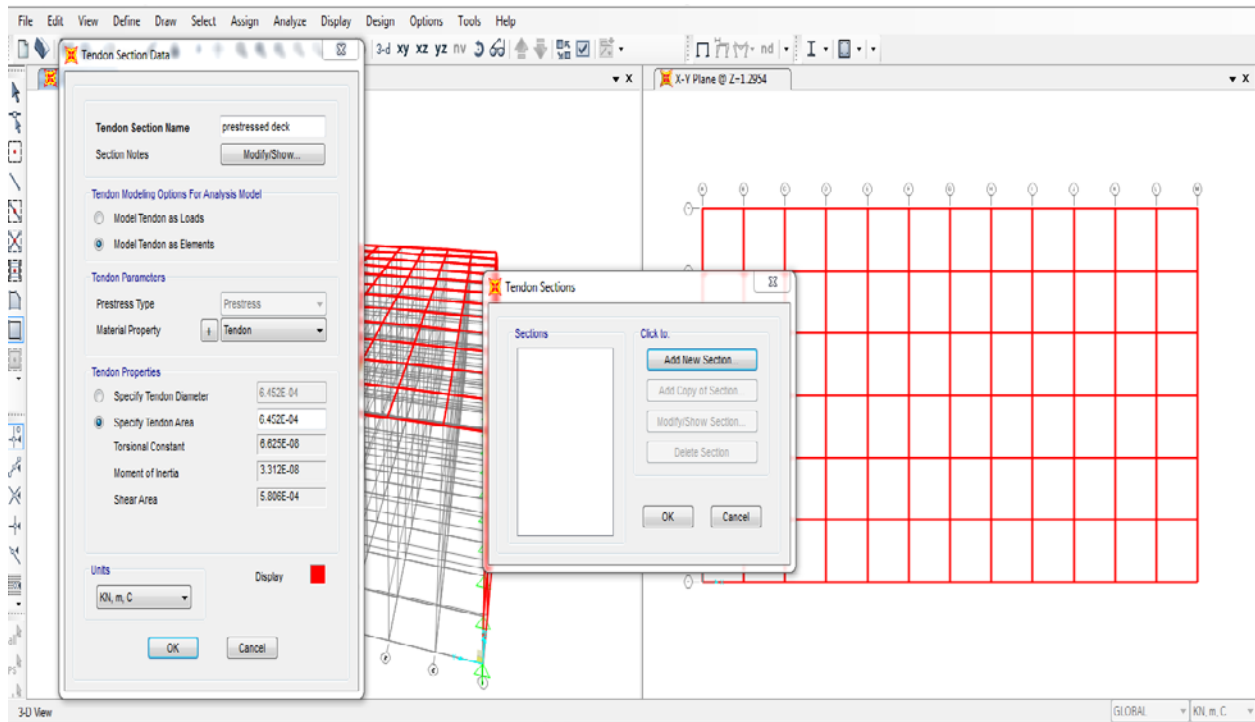 File Edit View Define Draw Select Assign Analyze Display Design Options Tools Help
3-d xy xz yz nv
nd
Tendon Section Data
X-Y Plane @ Z=1.2954
Tendon Section Name prestressed deck
Section Notes Modify/Show...
Tendon Modeling Options For Analysis Model
Model Tendon as Loads
Model Tendon as Elements
Tendon Parameters
Prestress Type Prestress
Material Property + Tendon
Tendon Properties
Specify Tendon Diameter 6.452E-04
Specify Tendon Area 6.452E-04
Torsional Constant 6.625E-08
Moment of Inertia 3.312E-08
Shear Area 5.806E-04
Units
KN, m, C
Display
OK Cancel
Tendon Sections
Sections
Click to:
Add New Section...
Add Copy of Section...
Modify/Show Section...
Delete Section
OK Cancel
3-D View
GLOBAL
KN, m, C